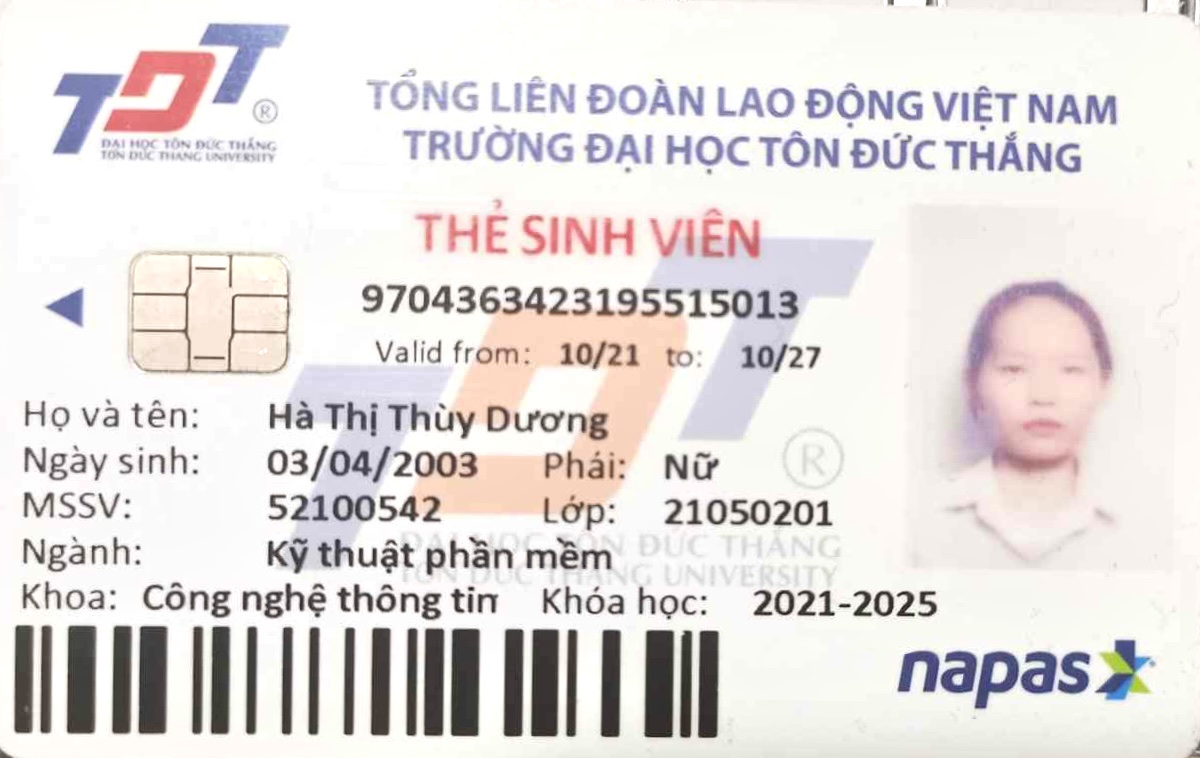 TDT ®
ĐẠI HỌC TÔN ĐỨC THẮNG
TON DUC THANG UNIVERSITY
TỔNG LIÊN ĐOÀN LAO ĐỘNG VIỆT NAM
TRƯỜNG ĐẠI HỌC TÔN ĐỨC THẮNG
THẺ SINH VIÊN
9704363423195515013
Valid from: 10/21 to: 10/27
Họ và tên: Hà Thị Thùy Dương
Ngày sinh: 03/04/2003 Phái: Nữ
MSSV: 52100542 Lớp: 21050201
Ngành: Kỹ thuật phần mềm
Khoa: Công nghệ thông tin Khóa học: 2021-2025
TDT ®
ĐẠI HỌC TÔN ĐỨC THẮNG
TON DUC THANG UNIVERSITY
napas